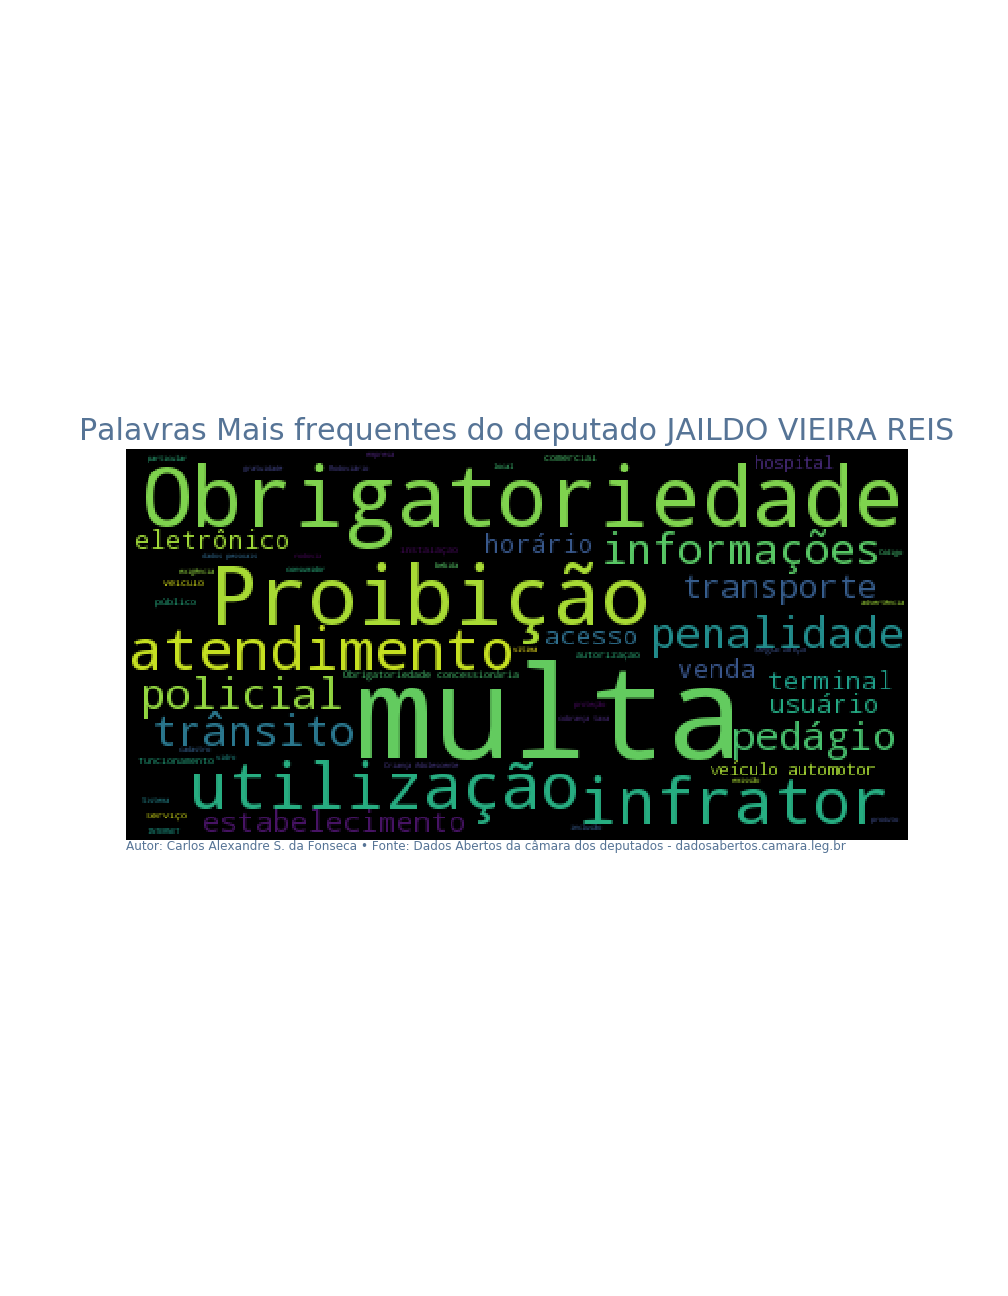 Palavras Mais frequentes do deputado JAILDO VIEIRA REIS
particular
empresa
comercial
hospital
gratuidade
Rodoviário
local
Obrigatoriedade
eletrônico
horário
informações
dados pessoais
instalação
Código
exigência
consumidor
bebida
veículo
Proibição
transporte
público
advertência
atendimento
acesso
penalidade
vítima
autorização
venda
Obrigatoriedade concessionária
terminal
policial
multa
usuário
proteção
cobrança taxa
trânsito
pedágio
cadastro
vidro
funcionamento
Criança Adolescente
veículo automotor
utilização
emissão
infrator
Sistema
serviço
estabelecimento
inclusão
produto
INTERNET
Autor: Carlos Alexandre S. da Fonseca • Fonte: Dados Abertos da câmara dos deputados - dadosabertos.camara.leg.br